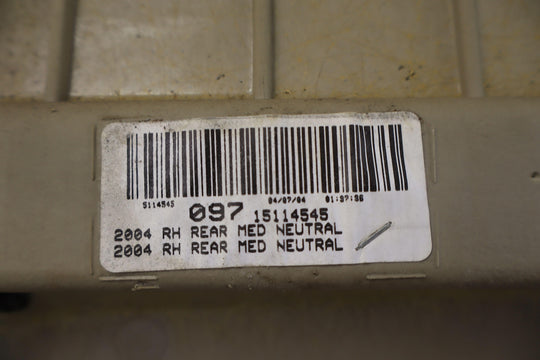 5114545 04/07/04 01:37:36
097 15114545
2004 RH REAR MED NEUTRAL
2004 RH REAR MED NEUTRAL